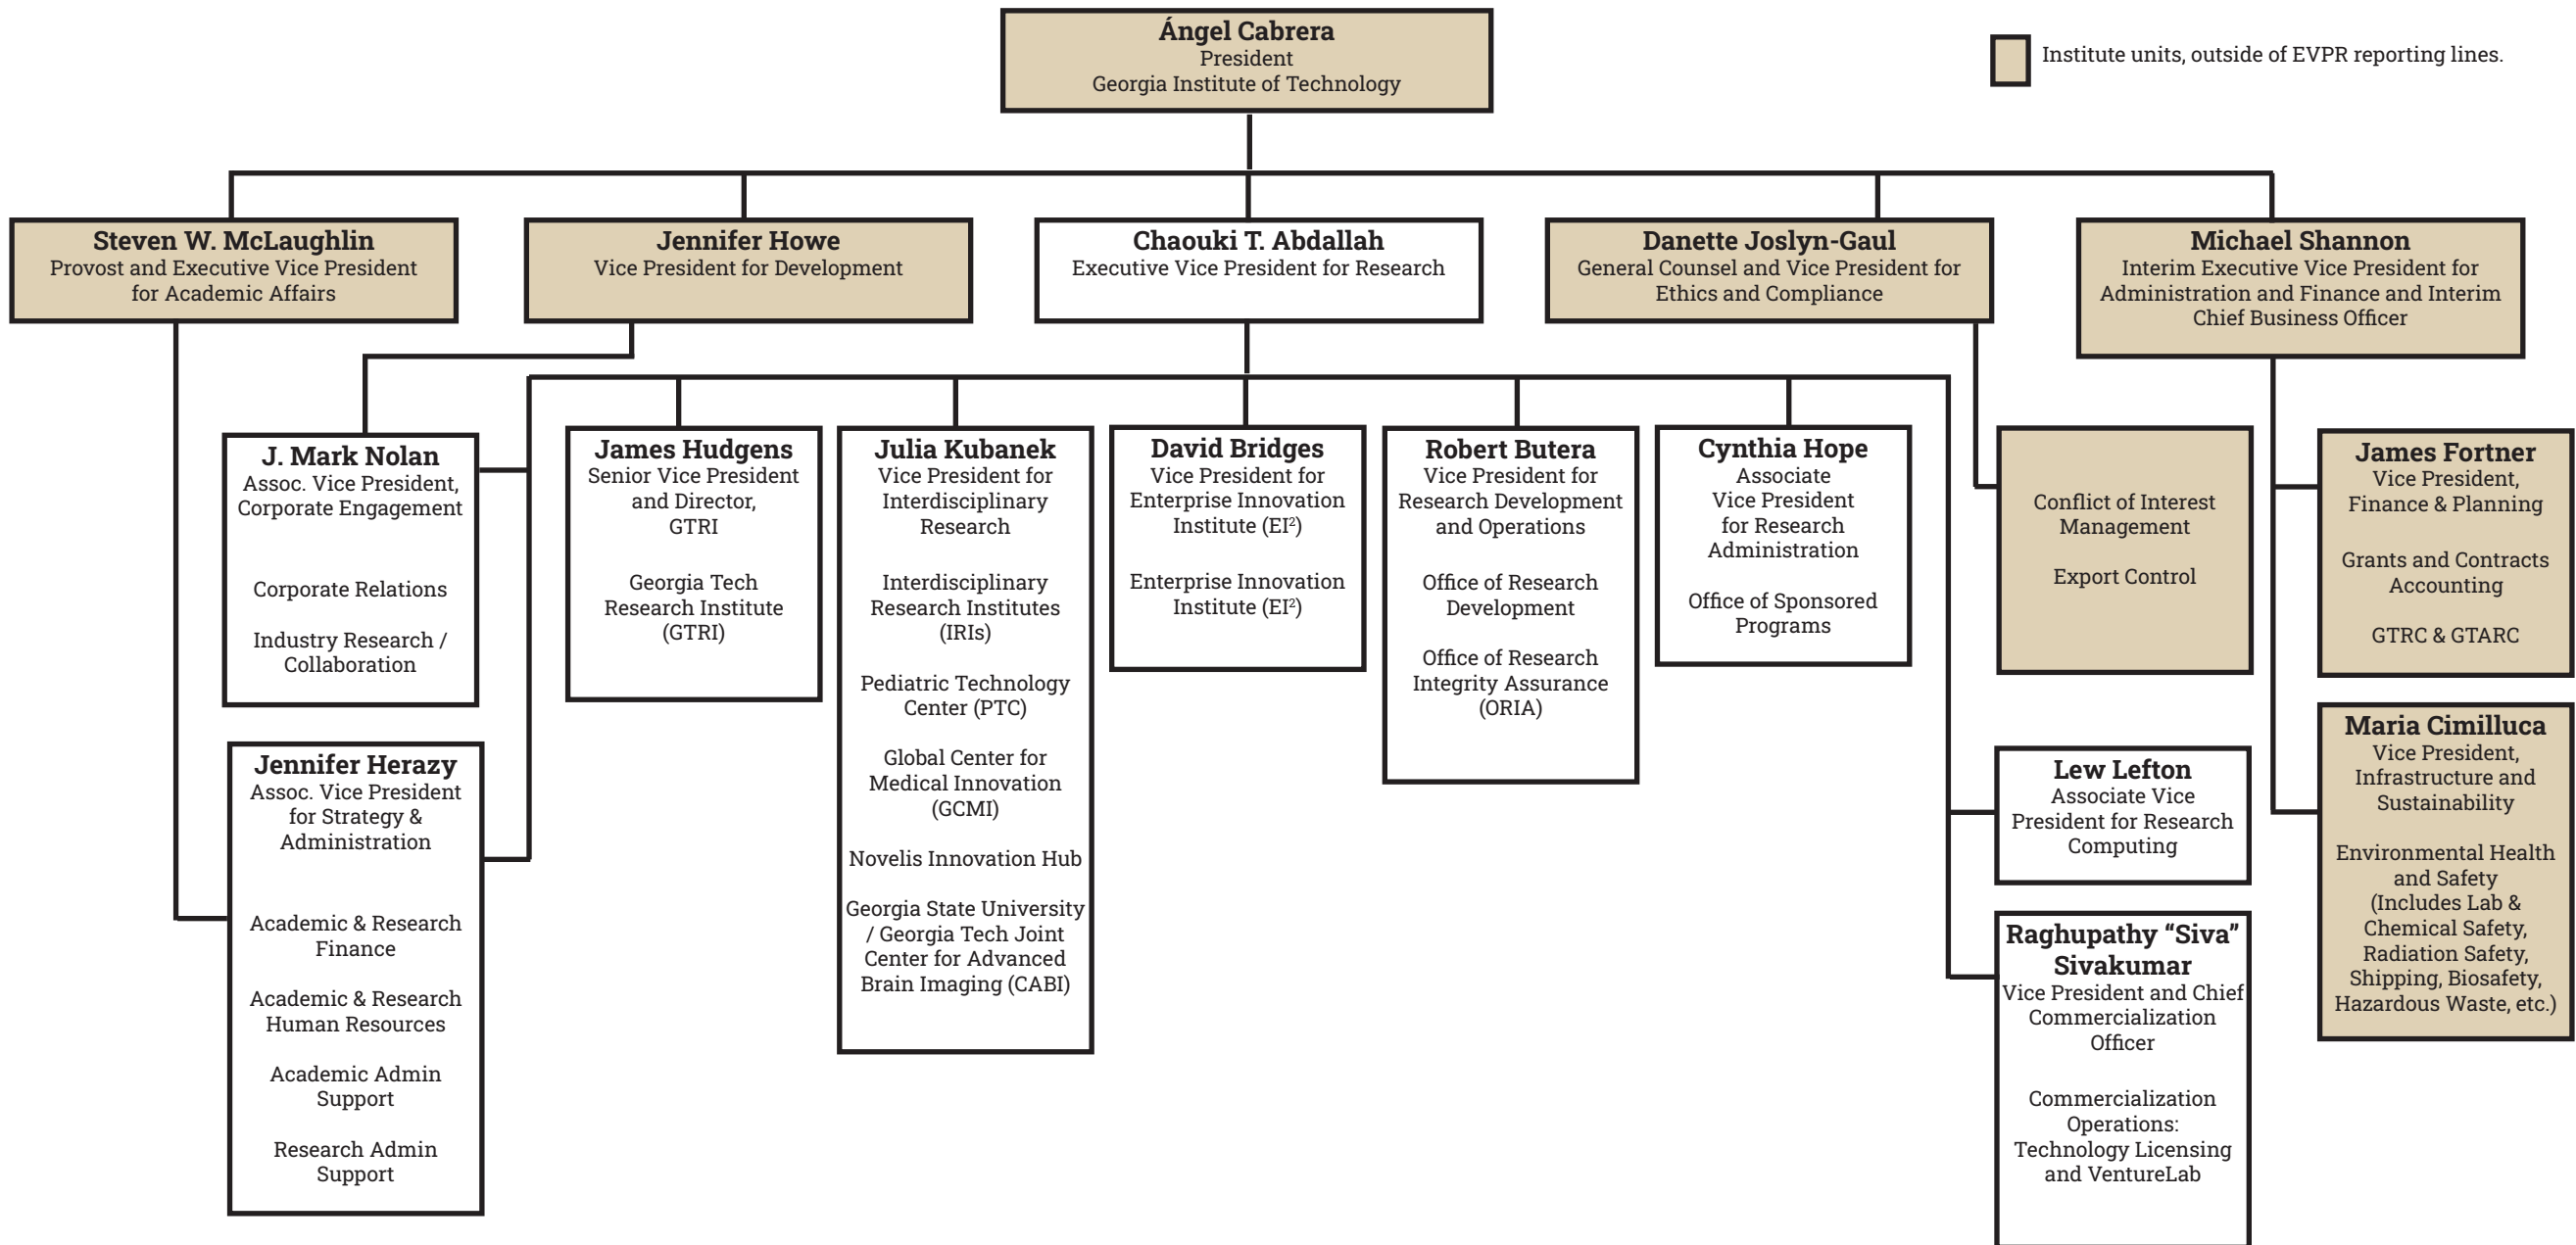 Ángel Cabrera
President
Georgia Institute of Technology
Institute units, outside of EVPR reporting lines.
Steven W. McLaughlin
Provost and Executive Vice President
for Academic Affairs
Jennifer Howe
Vice President for Development
Chaouki T. Abdallah
Executive Vice President for Research
Danette Joslyn-Gaul
General Counsel and Vice President for
Ethics and Compliance
Michael Shannon
Interim Executive Vice President for
Administration and Finance and Interim
Chief Business Officer
J. Mark Nolan
Assoc. Vice President,
Corporate Engagement
Corporate Relations
Industry Research /
Collaboration
James Hudgens
Senior Vice President
and Director,
GTRI
Georgia Tech
Research Institute
(GTRI)
Julia Kubanek
Vice President for
Interdisciplinary
Research
Interdisciplinary
Research Institutes
(IRIs)
Pediatric Technology
Center (PTC)
Global Center for
Medical Innovation
(GCMI)
Novelis Innovation Hub
Georgia State University
/ Georgia Tech Joint
Center for Advanced
Brain Imaging (CABI)
David Bridges
Vice President for
Enterprise Innovation
Institute (EI²)
Enterprise Innovation
Institute (EI²)
Robert Butera
Vice President for
Research Development
and Operations
Office of Research
Development
Office of Research
Integrity Assurance
(ORIA)
Cynthia Hope
Associate
Vice President
for Research
Administration
Office of Sponsored
Programs
Conflict of Interest
Management
Export Control
James Fortner
Vice President,
Finance & Planning
Grants and Contracts
Accounting
GTRC & GTARC
Jennifer Herazy
Assoc. Vice President
for Strategy &
Administration
Academic & Research
Finance
Academic & Research
Human Resources
Academic Admin
Support
Research Admin
Support
Lew Lefton
Associate Vice
President for Research
Computing
Raghupathy “Siva”
Sivakumar
Vice President and Chief
Commercialization
Officer
Commercialization
Operations:
Technology Licensing
and VentureLab
Maria Cimilluca
Vice President,
Infrastructure and
Sustainability
Environmental Health
and Safety
(Includes Lab &
Chemical Safety,
Radiation Safety,
Shipping, Biosafety,
Hazardous Waste, etc.)